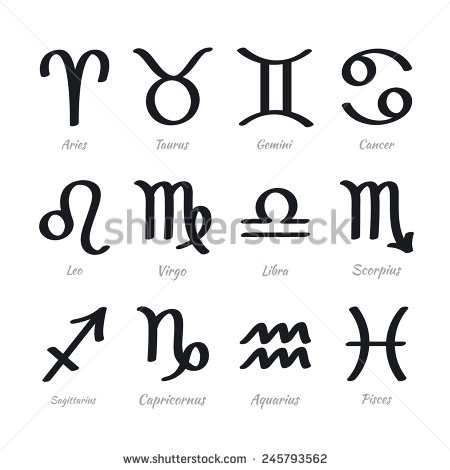 Aries Taurus Gemini Cancer
Leo Virgo Libra Scorpius
shutterstock
Sagittarius Capricornus Aquarius Pisces
www.shutterstock.com · 245793562